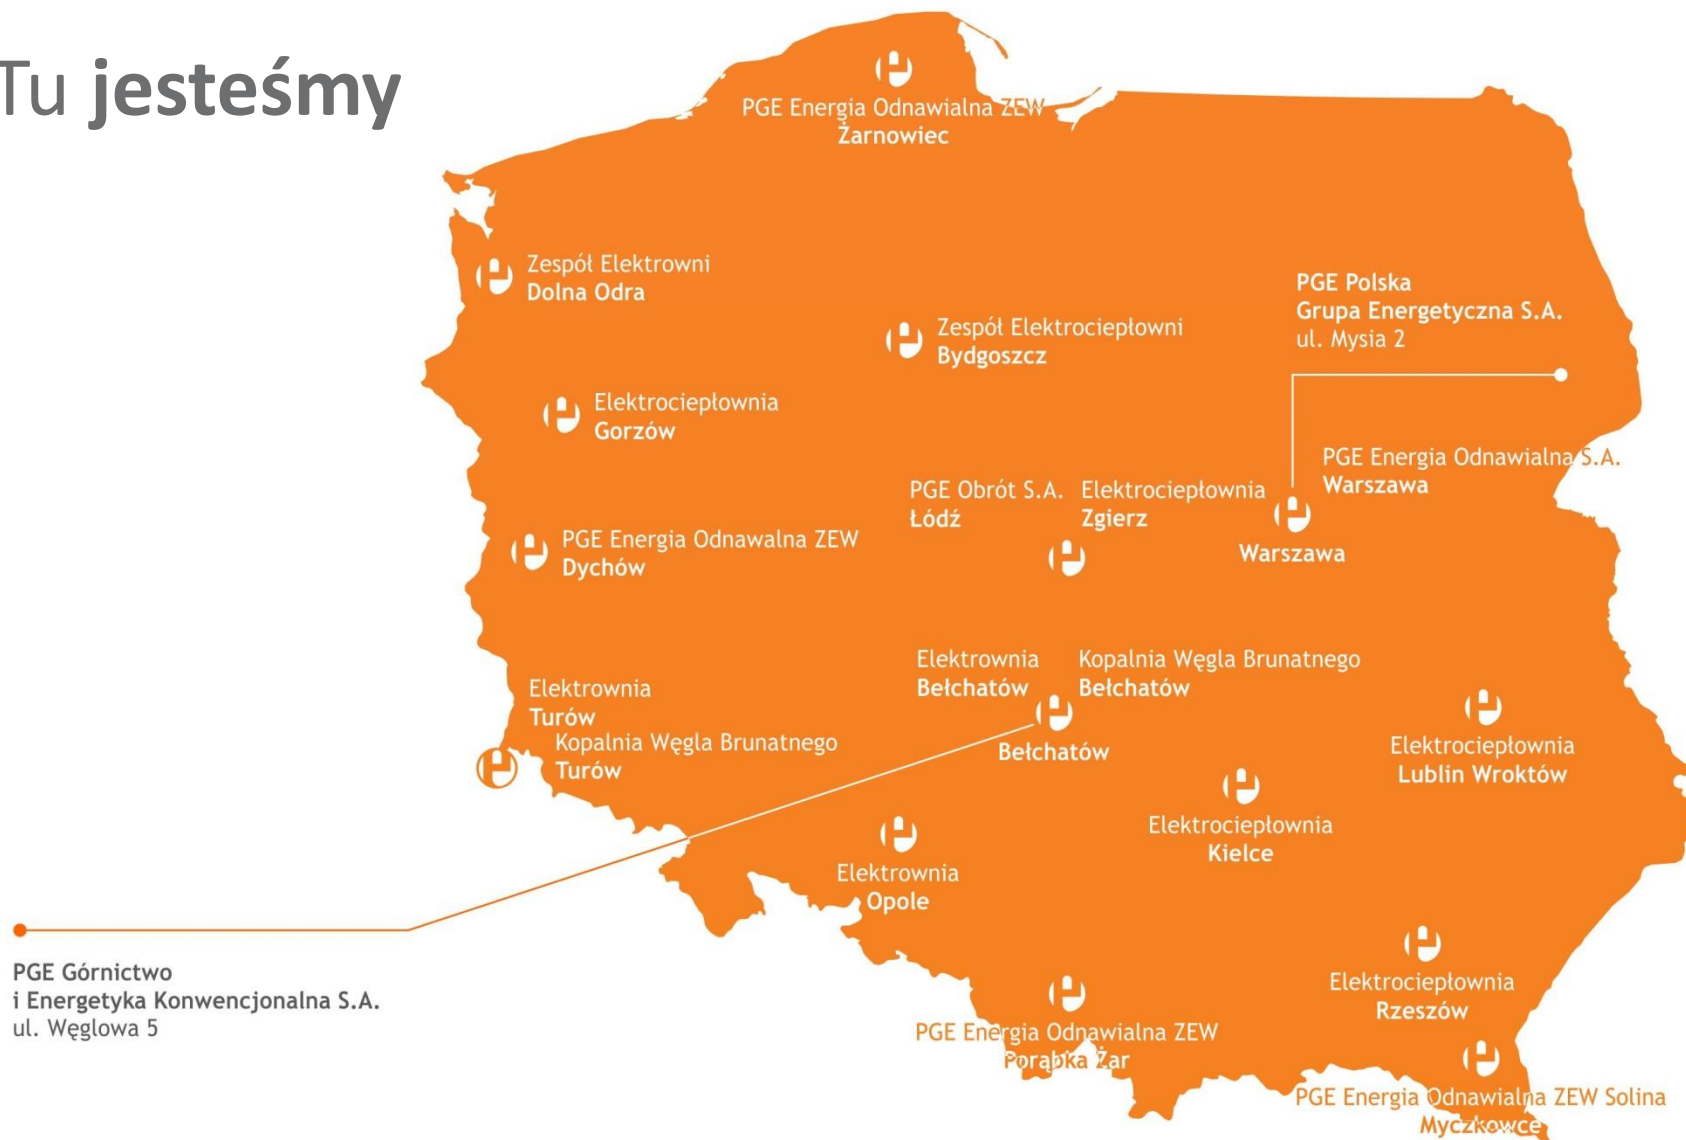 Tu jesteśmy
PGE Energia Odnawialna ZEW
Żarnowiec
Zespół Elektrowni
Dolna Odra
PGE Polska
Grupa Energetyczna S.A.
ul. Mysia 2
Zespół Elektrociepłowni
Bydgoszcz
Elektrociepłownia
Gorzów
PGE Energia Odnawialna S.A.
Warszawa
PGE Obrót S.A.
Łódź
Elektrociepłownia
Zgierz
Warszawa
PGE Energia Odnawalna ZEW
Dychów
Elektrownia
Bełchatów
Kopalnia Węgla Brunatnego
Bełchatów
Bełchatów
Elektrownia
Turów
Kopalnia Węgla Brunatnego
Turów
Elektrociepłownia
Lublin Wroktów
Elektrociepłownia
Kielce
Elektrownia
Opole
PGE Górnictwo
i Energetyka Konwencjonalna S.A.
ul. Węglowa 5
Elektrociepłownia
Rzeszów
PGE Energia Odnawialna ZEW
Porąbka Żar
PGE Energia Odnawialna ZEW Solina
Myczkowce